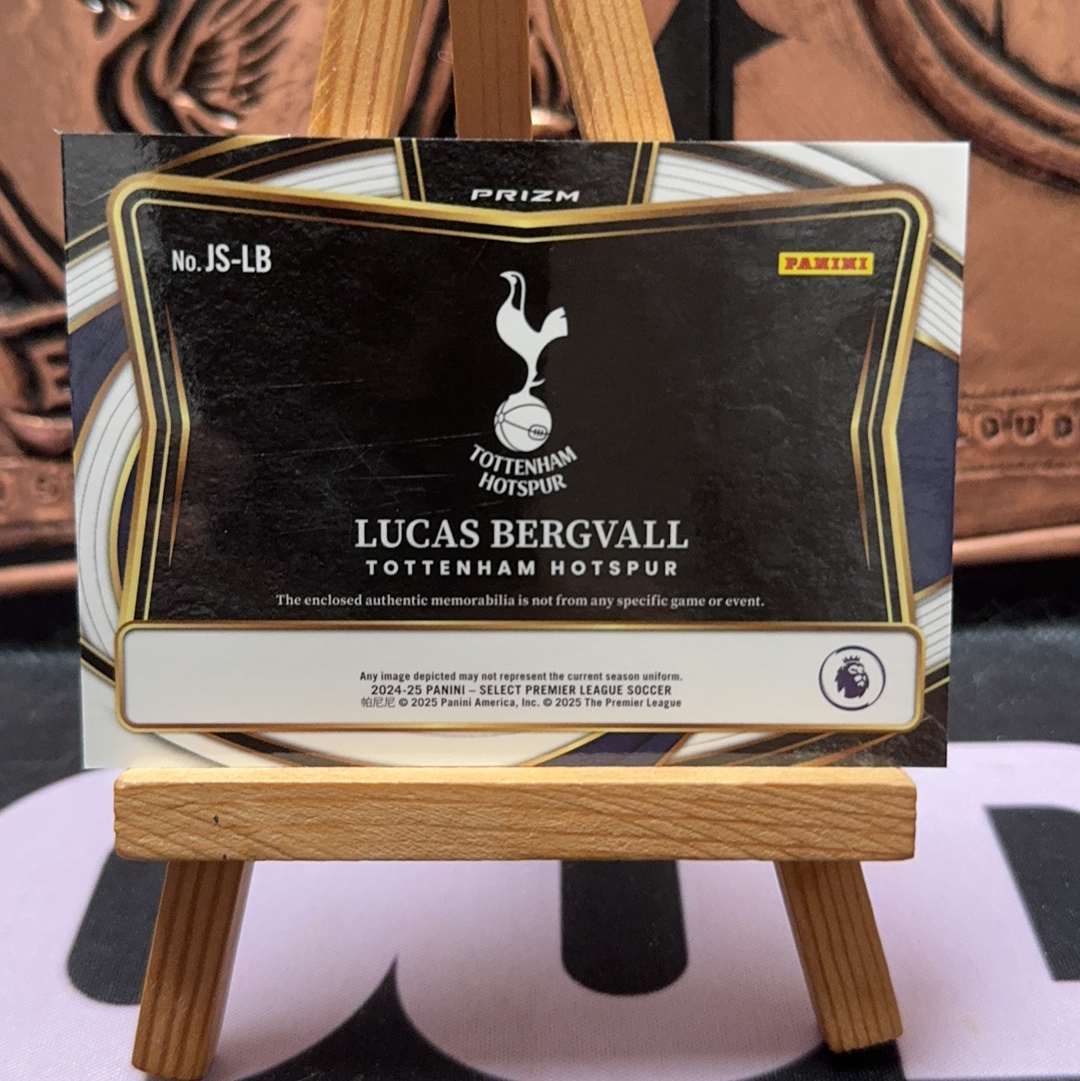 PRIZM
No. JS-LB
PANINI
TOTTENHAM
HOTSPUR
LUCAS BERGVALL
TOTTENHAM HOTSPUR
The enclosed authentic memorabilia is not from any specific game or event.
Any image depicted may not represent the current season uniform.
2024-25 PANINI – SELECT PREMIER LEAGUE SOCCER
帕尼尼 © 2025 Panini America, Inc. © 2025 The Premier League